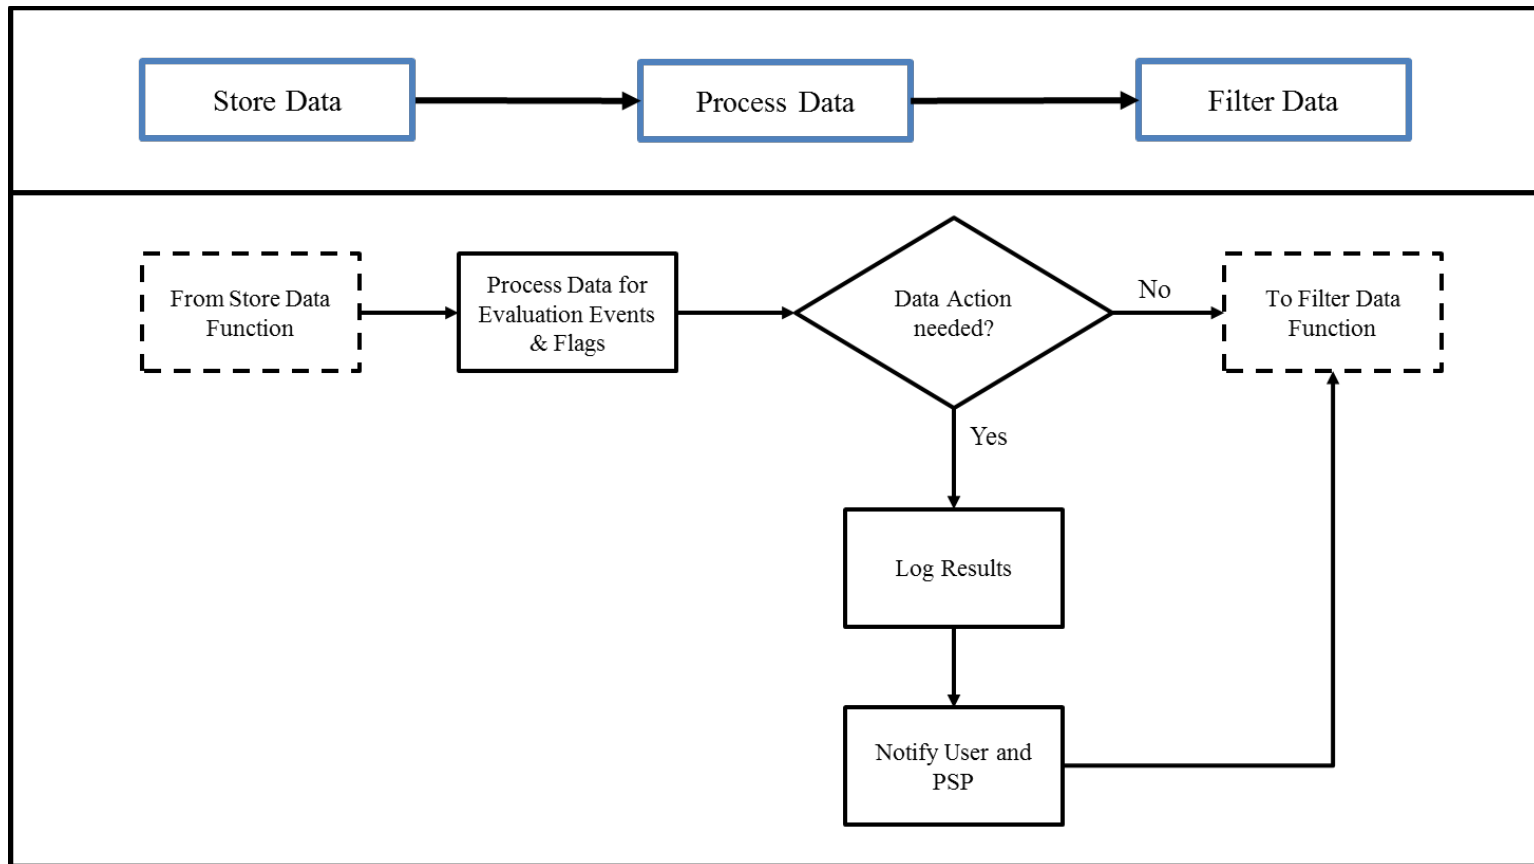 Store Data
Process Data
Filter Data
From Store Data
Function
Process Data for
Evaluation Events
& Flags
Data Action
needed?
No
To Filter Data
Function
Yes
Log Results
Notify User and
PSP